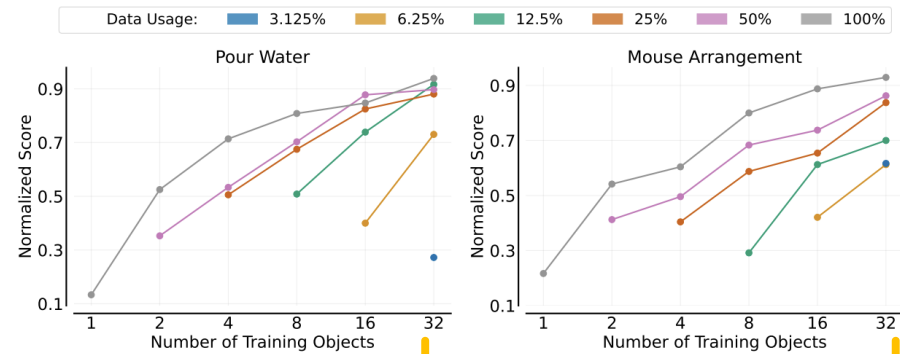 Data Usage: 3.125% 6.25% 12.5% 25% 50% 100%
Pour Water
Normalized Score
0.9
0.7
0.5
0.3
0.1
1 2 4 8 16 32
Number of Training Objects
Mouse Arrangement
Normalized Score
0.9
0.7
0.5
0.3
0.1
1 2 4 8 16 32
Number of Training Objects